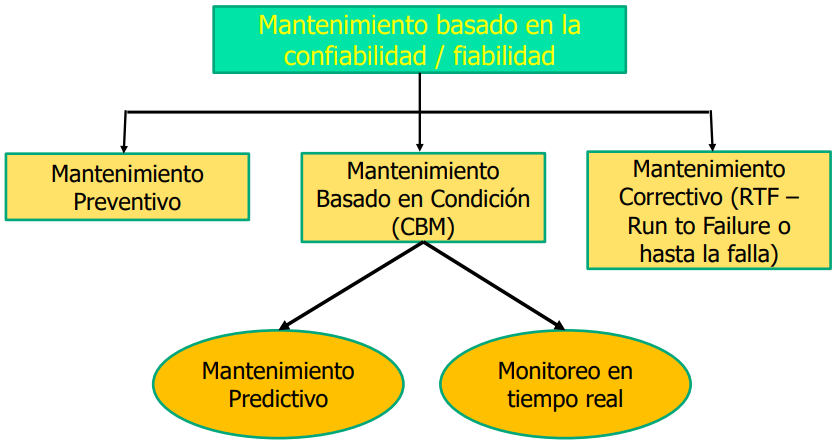 Mantenimiento basado en la
confiabilidad / fiabilidad
Mantenimiento
Preventivo
Mantenimiento
Basado en Condición
(CBM)
Mantenimiento
Correctivo (RTF –
Run to Failure o
hasta la falla)
Mantenimiento
Predictivo
Monitoreo en
tiempo real